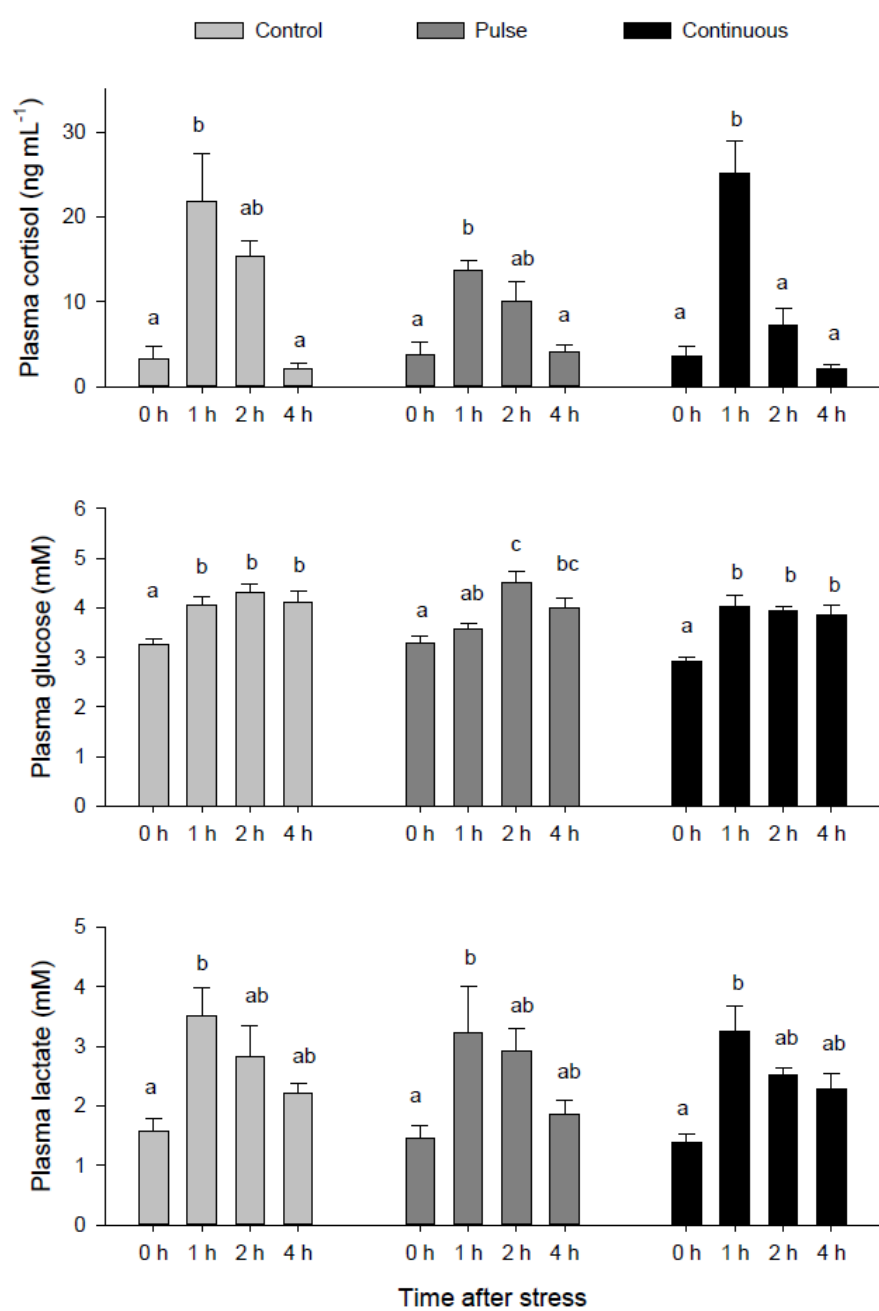 Control Pulse Continuous
Plasma cortisol (ng mL⁻¹)
30
20
10
0
b
ab
a
a
b
ab
a
a
b
a
a
a
0 h 1 h 2 h 4 h 0 h 1 h 2 h 4 h 0 h 1 h 2 h 4 h
Plasma glucose (mM)
6
5
4
3
2
1
0
a b b b a ab c bc a b b b
0 h 1 h 2 h 4 h 0 h 1 h 2 h 4 h 0 h 1 h 2 h 4 h
Plasma lactate (mM)
5
4
3
2
1
0
a b ab ab a b ab ab a b ab ab
0 h 1 h 2 h 4 h 0 h 1 h 2 h 4 h 0 h 1 h 2 h 4 h
Time after stress